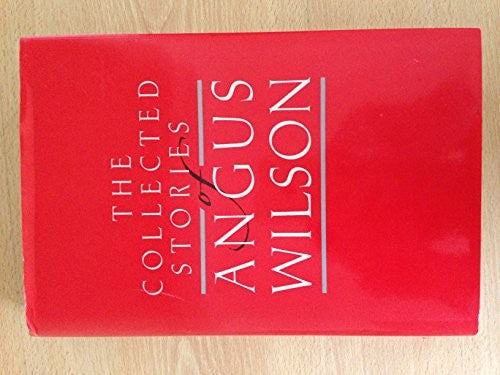 THE
COLLECTED
STORIES
of
ANGUS
WILSON